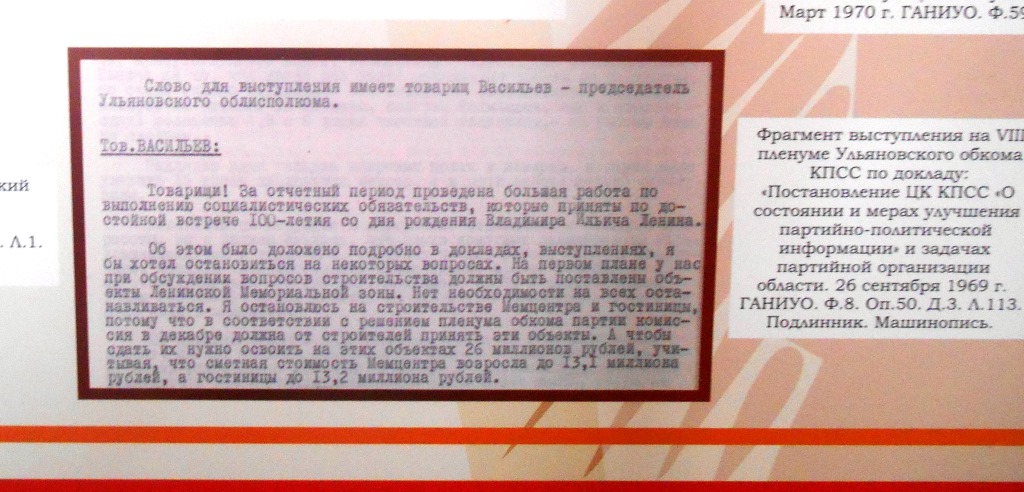 Март 1970 г. ГАНИУО. Ф.59
Слово для выступления имеет товарищ Васильев - председатель
Ульяновского облисполкома.
Тов.ВАСИЛЬЕВ:
Товарищи! За отчетный период проведена большая работа по
выполнению социалистических обязательств, которые приняты по до-
стойной встрече 100-летия со дня рождения Владимира Ильича Ленина.
Об этом было доложено подробно в докладах, выступлениях, я
бы хотел остановиться на некоторых вопросах. На первом плане у нас
при обсуждении вопросов строительства должны быть поставлены объ-
екты Ленинской Мемориальной зоны. Нет необходимости на всех оста-
навливаться. Я остановлюсь на строительстве Мемцентра и гостиницы,
потому что в соответствии с решением пленума обкома партии комис-
сия в декабре должна от строителей принять эти объекты. А чтобы
сдать их нужно освоить на этих объектах 26 миллионов рублей, учи-
тывая, что сметная стоимость Мемцентра возросла до 13,1 миллиона
рублей, а гостиницы до 13,2 миллиона рублей.
кий
. Л.1.
Фрагмент выступления на VIII
пленуме Ульяновского обкома
КПСС по докладу:
«Постановление ЦК КПСС «О
состоянии и мерах улучшения
партийно-политической
информации» и задачах
партийной организации
области. 26 сентября 1969 г.
ГАНИУО. Ф.8. Оп.50. Д.3. Л.113.
Подлинник. Машинопись.